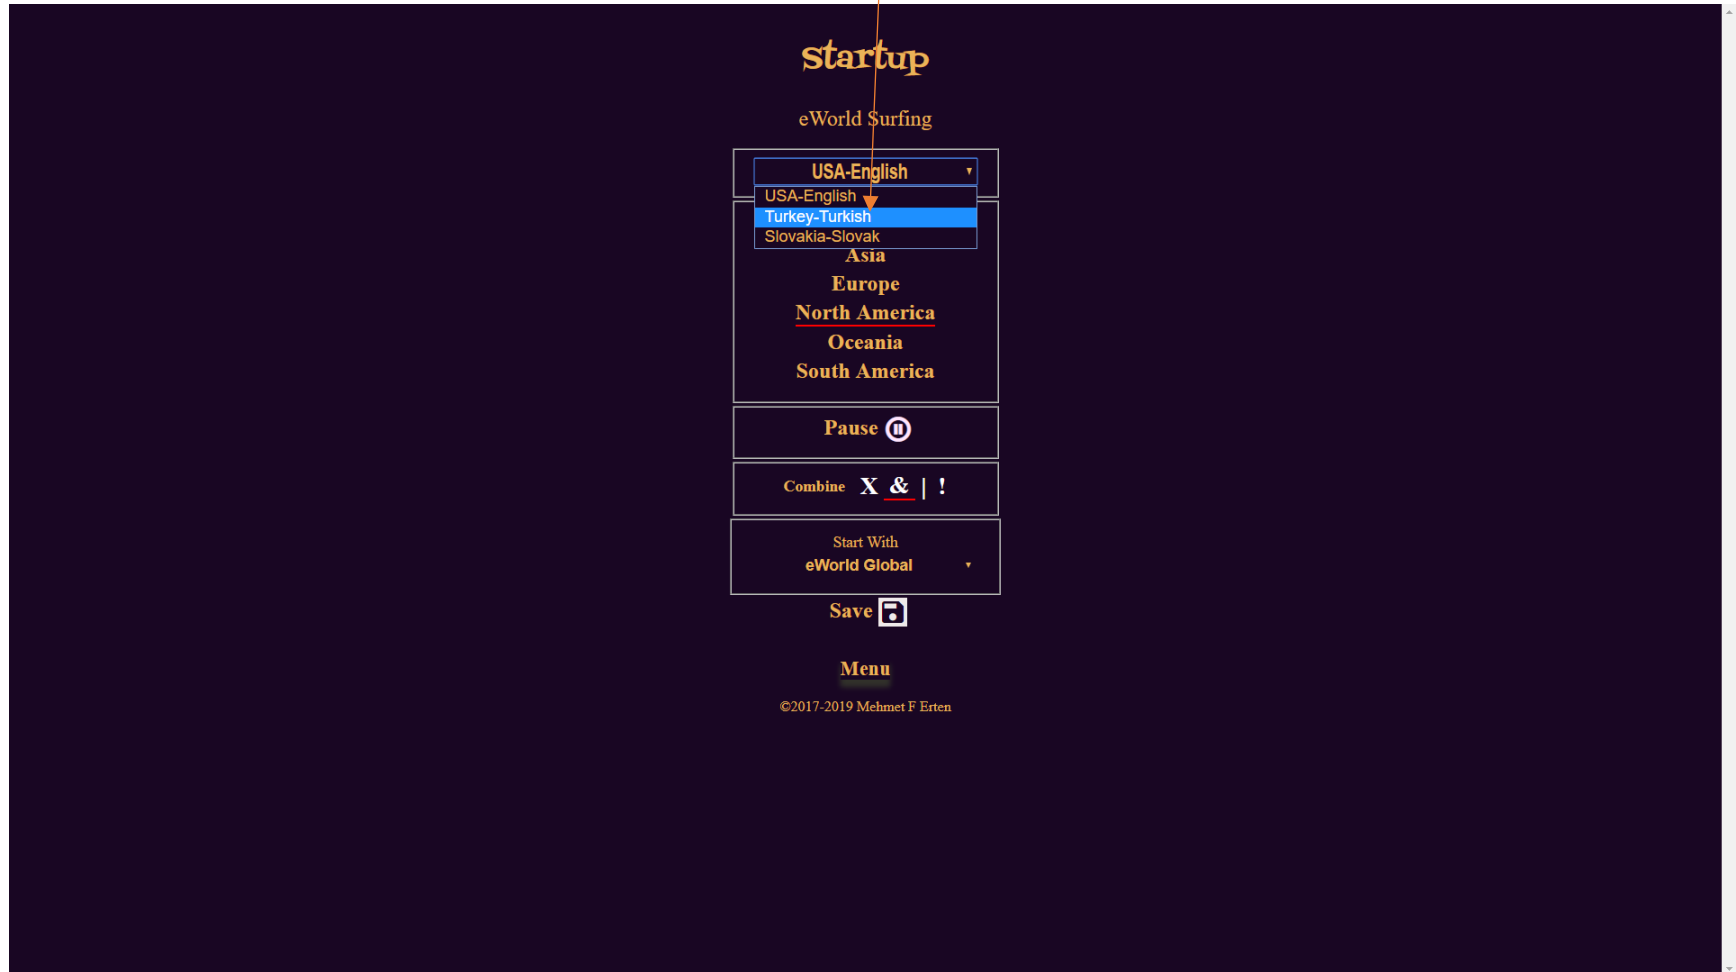 startup
eWorld Surfing
USA-English
USA-English
Turkey-Turkish
Slovakia-Slovak
Asia
Europe
North America
Oceania
South America
Pause
Combine X & | !
Start With
eWorld Global
Save
Menu
©2017-2019 Mehmet F Erten